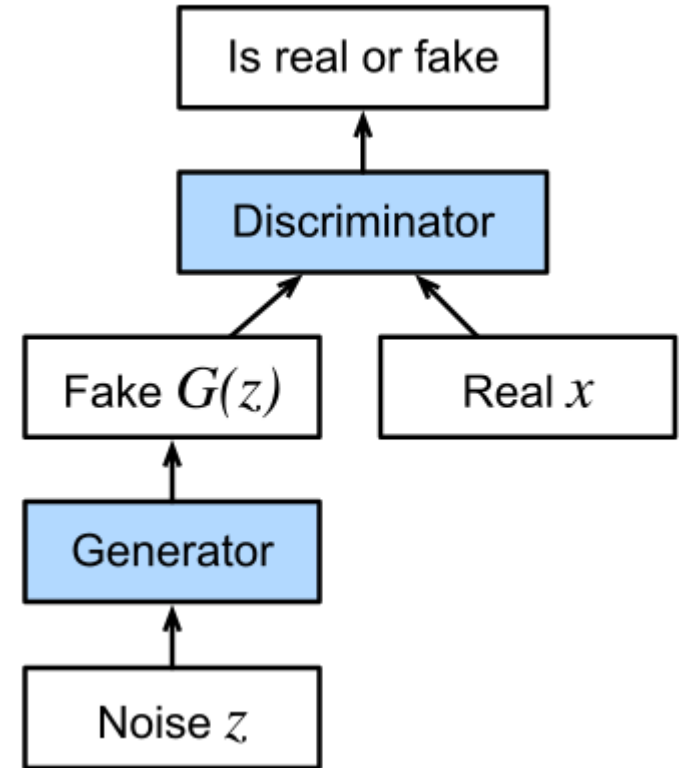 Is real or fake
Discriminator
Fake G(z)
Real x
Generator
Noise z